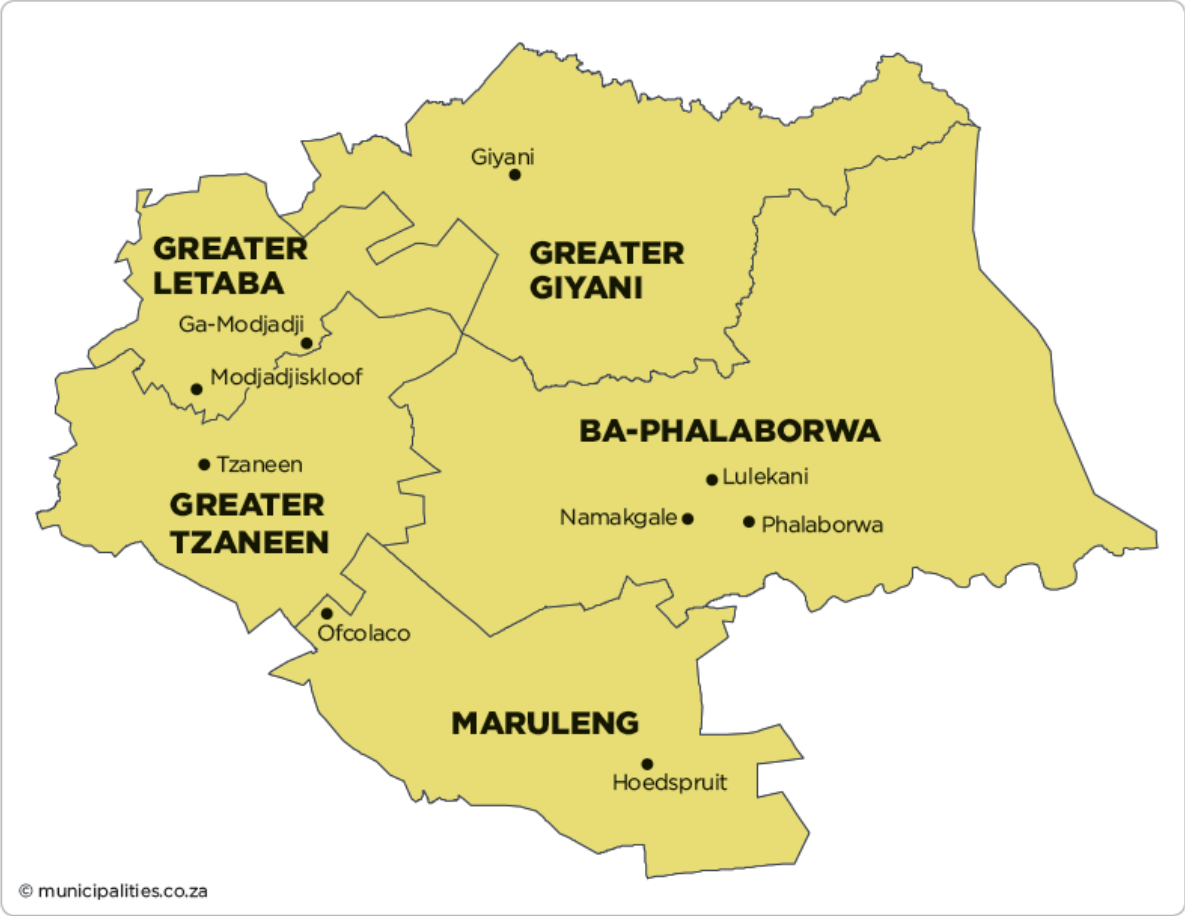 Giyani
GREATER
LETABA
GREATER
GIYANI
Ga-Modjadji
Modjadjiskloof
BA-PHALABORWA
Tzaneen
Lulekani
GREATER
TZANEEN
Namakgale
Phalaborwa
Ofcolaco
MARULENG
Hoedspruit
© municipalities.co.za